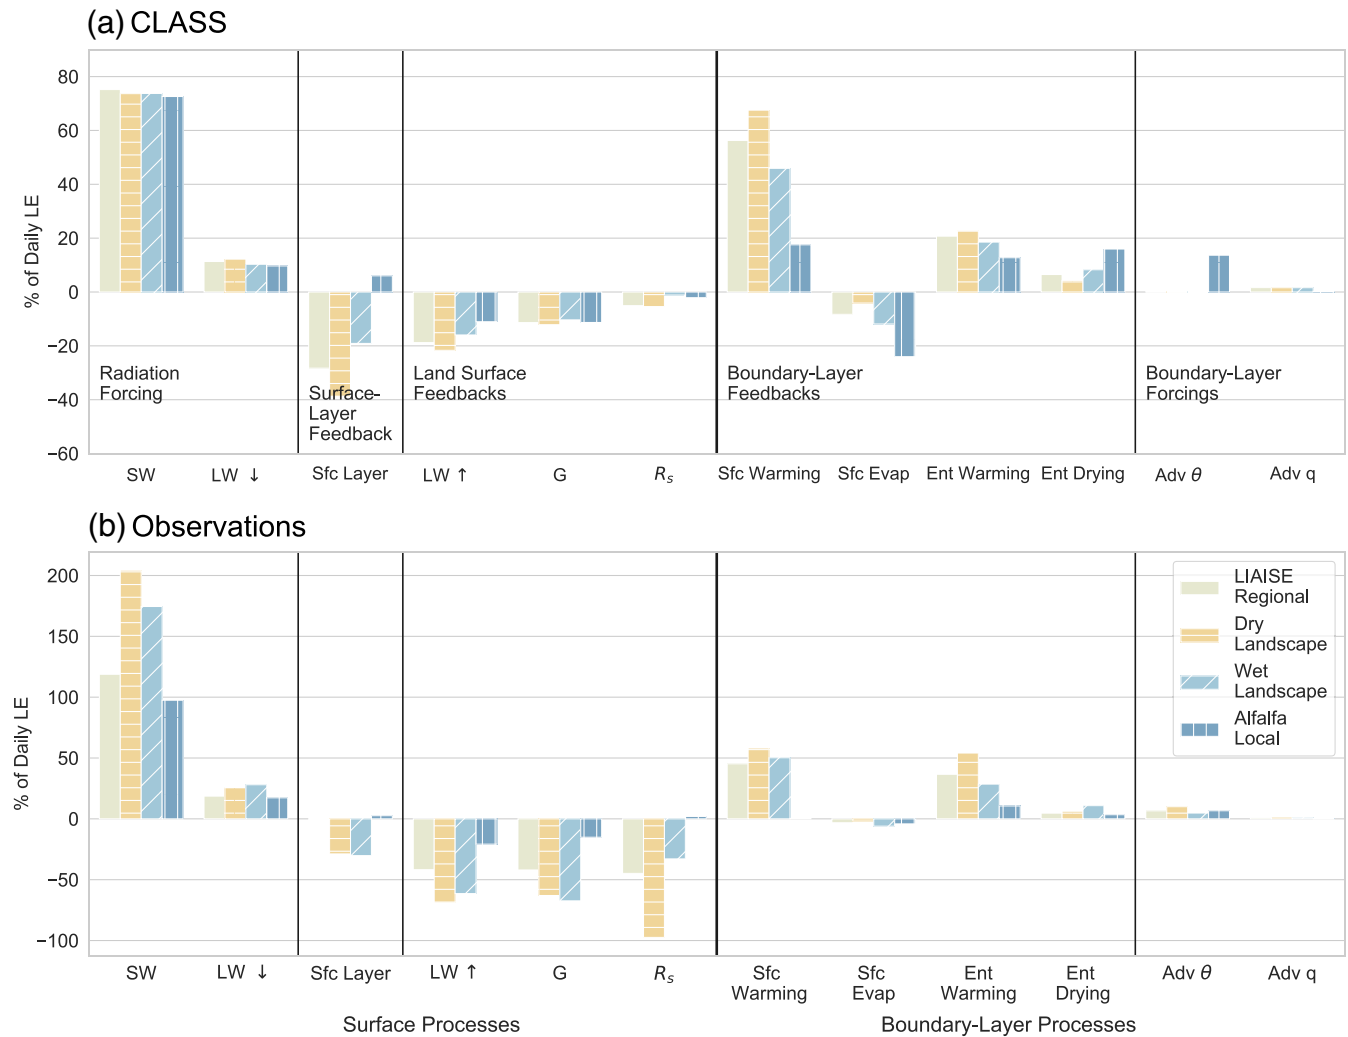 (a) CLASS
80
60
40
20
0
−20
−40
−60
% of Daily LE
Radiation
Forcing
Surface-
Layer
Feedback
Land Surface
Feedbacks
Boundary-Layer
Feedbacks
Boundary-Layer
Forcings
SW
LW ↓
Sfc Layer
LW ↑
G
Rₛ
Sfc Warming
Sfc Evap
Ent Warming
Ent Drying
Adv θ
Adv q
(b) Observations
200
150
100
50
0
−50
−100
% of Daily LE
LIAISE
Regional
Dry
Landscape
Wet
Landscape
Alfalfa
Local
SW
LW ↓
Sfc Layer
LW ↑
G
Rₛ
Sfc
Warming
Sfc
Evap
Ent
Warming
Ent
Drying
Adv θ
Adv q
Surface Processes
Boundary-Layer Processes